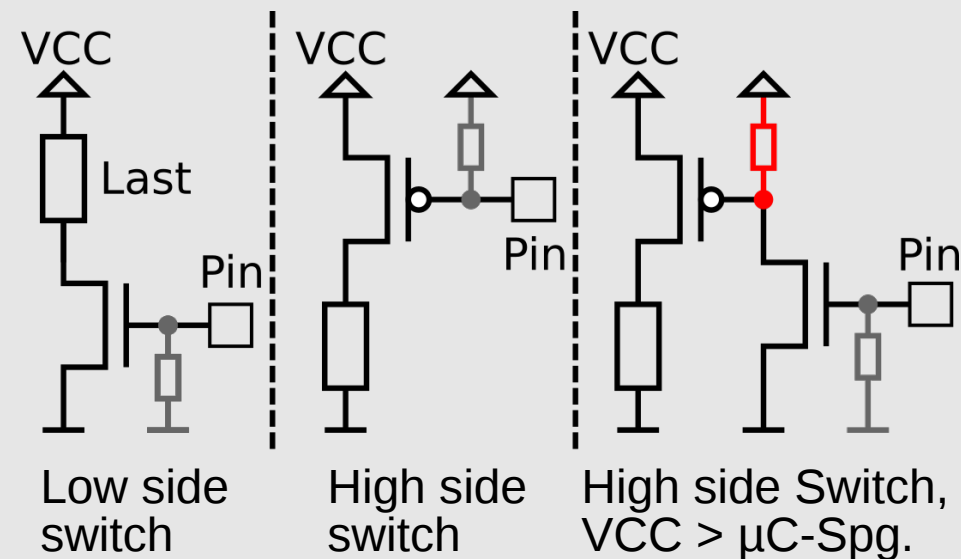 VCC
Last
Pin
Low side
switch
VCC
Pin
High side
switch
VCC
Pin
High side Switch,
VCC > µC-Spg.